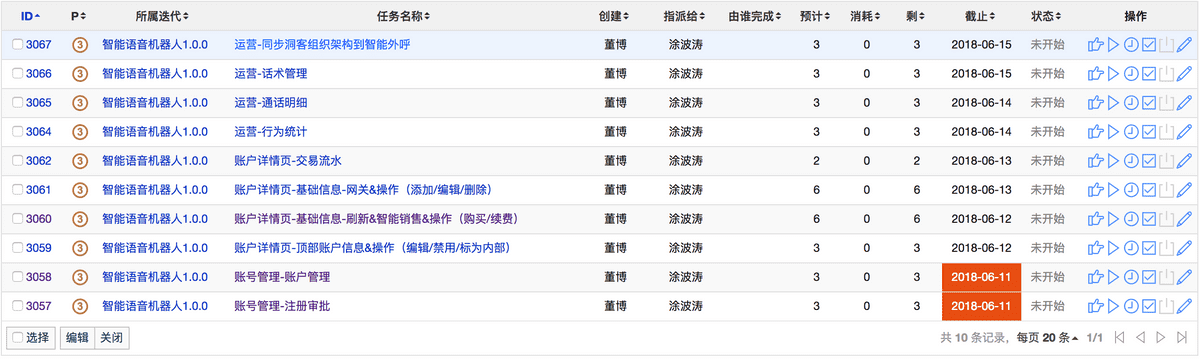 ID P 所属迭代 任务名称 创建 指派给 由谁完成 预计 消耗 剩 截止 状态 操作
3067 3 智能语音机器人1.0.0 运营-同步洞客组织架构到智能外呼 董博 涂波涛 3 0 3 2018-06-15 未开始
3066 3 智能语音机器人1.0.0 运营-话术管理 董博 涂波涛 3 0 3 2018-06-15 未开始
3065 3 智能语音机器人1.0.0 运营-通话明细 董博 涂波涛 3 0 3 2018-06-14 未开始
3064 3 智能语音机器人1.0.0 运营-行为统计 董博 涂波涛 3 0 3 2018-06-14 未开始
3062 3 智能语音机器人1.0.0 账户详情页-交易流水 董博 涂波涛 2 0 2 2018-06-13 未开始
3061 3 智能语音机器人1.0.0 账户详情页-基础信息-网关&操作（添加/编辑/删除） 董博 涂波涛 6 0 6 2018-06-13 未开始
3060 3 智能语音机器人1.0.0 账户详情页-基础信息-刷新&智能销售&操作（购买/续费） 董博 涂波涛 6 0 6 2018-06-12 未开始
3059 3 智能语音机器人1.0.0 账户详情页-顶部账户信息&操作（编辑/禁用/标为内部） 董博 涂波涛 3 0 3 2018-06-12 未开始
3058 3 智能语音机器人1.0.0 账号管理-账户管理 董博 涂波涛 3 0 3 2018-06-11 未开始
3057 3 智能语音机器人1.0.0 账号管理-注册审批 董博 涂波涛 3 0 3 2018-06-11 未开始
选择 编辑 关闭 共 10 条记录，每页 20 条 1/1